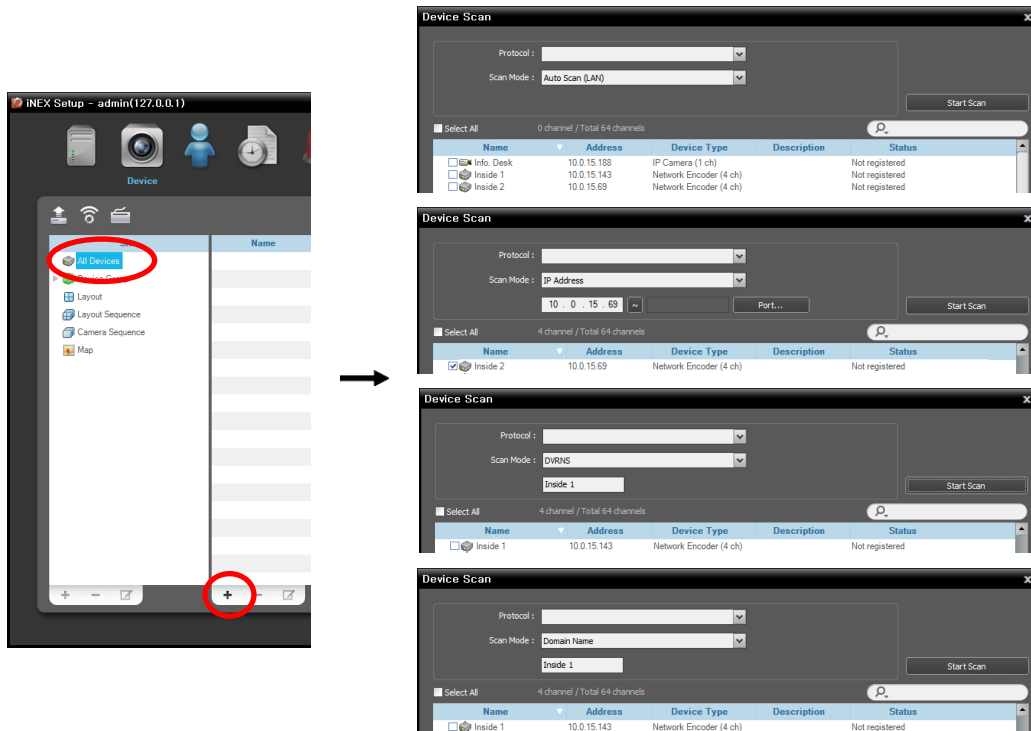 iNEX Setup - admin(127.0.0.1)
Device
Name
All Devices
Device Group
Layout
Layout Sequence
Camera Sequence
Map
Device Scan
Protocol :
Scan Mode : Auto Scan (LAN)
Start Scan
Select All 0 channel / Total 64 channels
Name Address Device Type Description Status
Info. Desk 10.0.15.188 IP Camera (1 ch) Not registered
Inside 1 10.0.15.143 Network Encoder (4 ch) Not registered
Inside 2 10.0.15.69 Network Encoder (4 ch) Not registered
Device Scan
Protocol :
Scan Mode : IP Address
10 . 0 . 15 . 69 ~ Port... Start Scan
Select All 4 channel / Total 64 channels
Name Address Device Type Description Status
Inside 2 10.0.15.69 Network Encoder (4 ch) Not registered
Device Scan
Protocol :
Scan Mode : DVRNS
Inside 1 Start Scan
Select All 4 channel / Total 64 channels
Name Address Device Type Description Status
Inside 1 10.0.15.143 Network Encoder (4 ch) Not registered
Device Scan
Protocol :
Scan Mode : Domain Name
Inside 1 Start Scan
Select All 4 channel / Total 64 channels
Name Address Device Type Description Status
Inside 1 10.0.15.143 Network Encoder (4 ch) Not registered